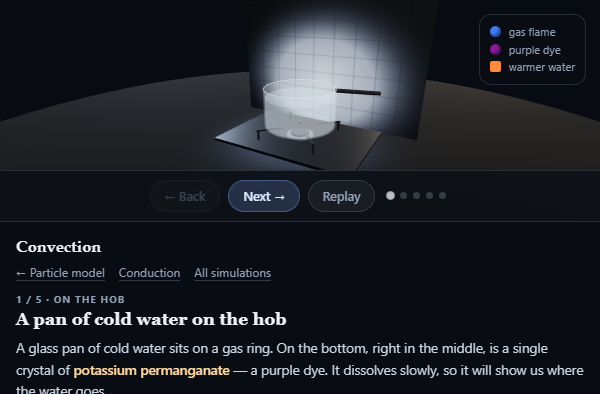 gas flame
purple dye
warmer water
← Back
Next →
Replay
Convection
← Particle model
Conduction
All simulations
1 / 5 · ON THE HOB
A pan of cold water on the hob
A glass pan of cold water sits on a gas ring. On the bottom, right in the middle, is a single
crystal of potassium permanganate — a purple dye. It dissolves slowly, so it will show us where
the water goes.